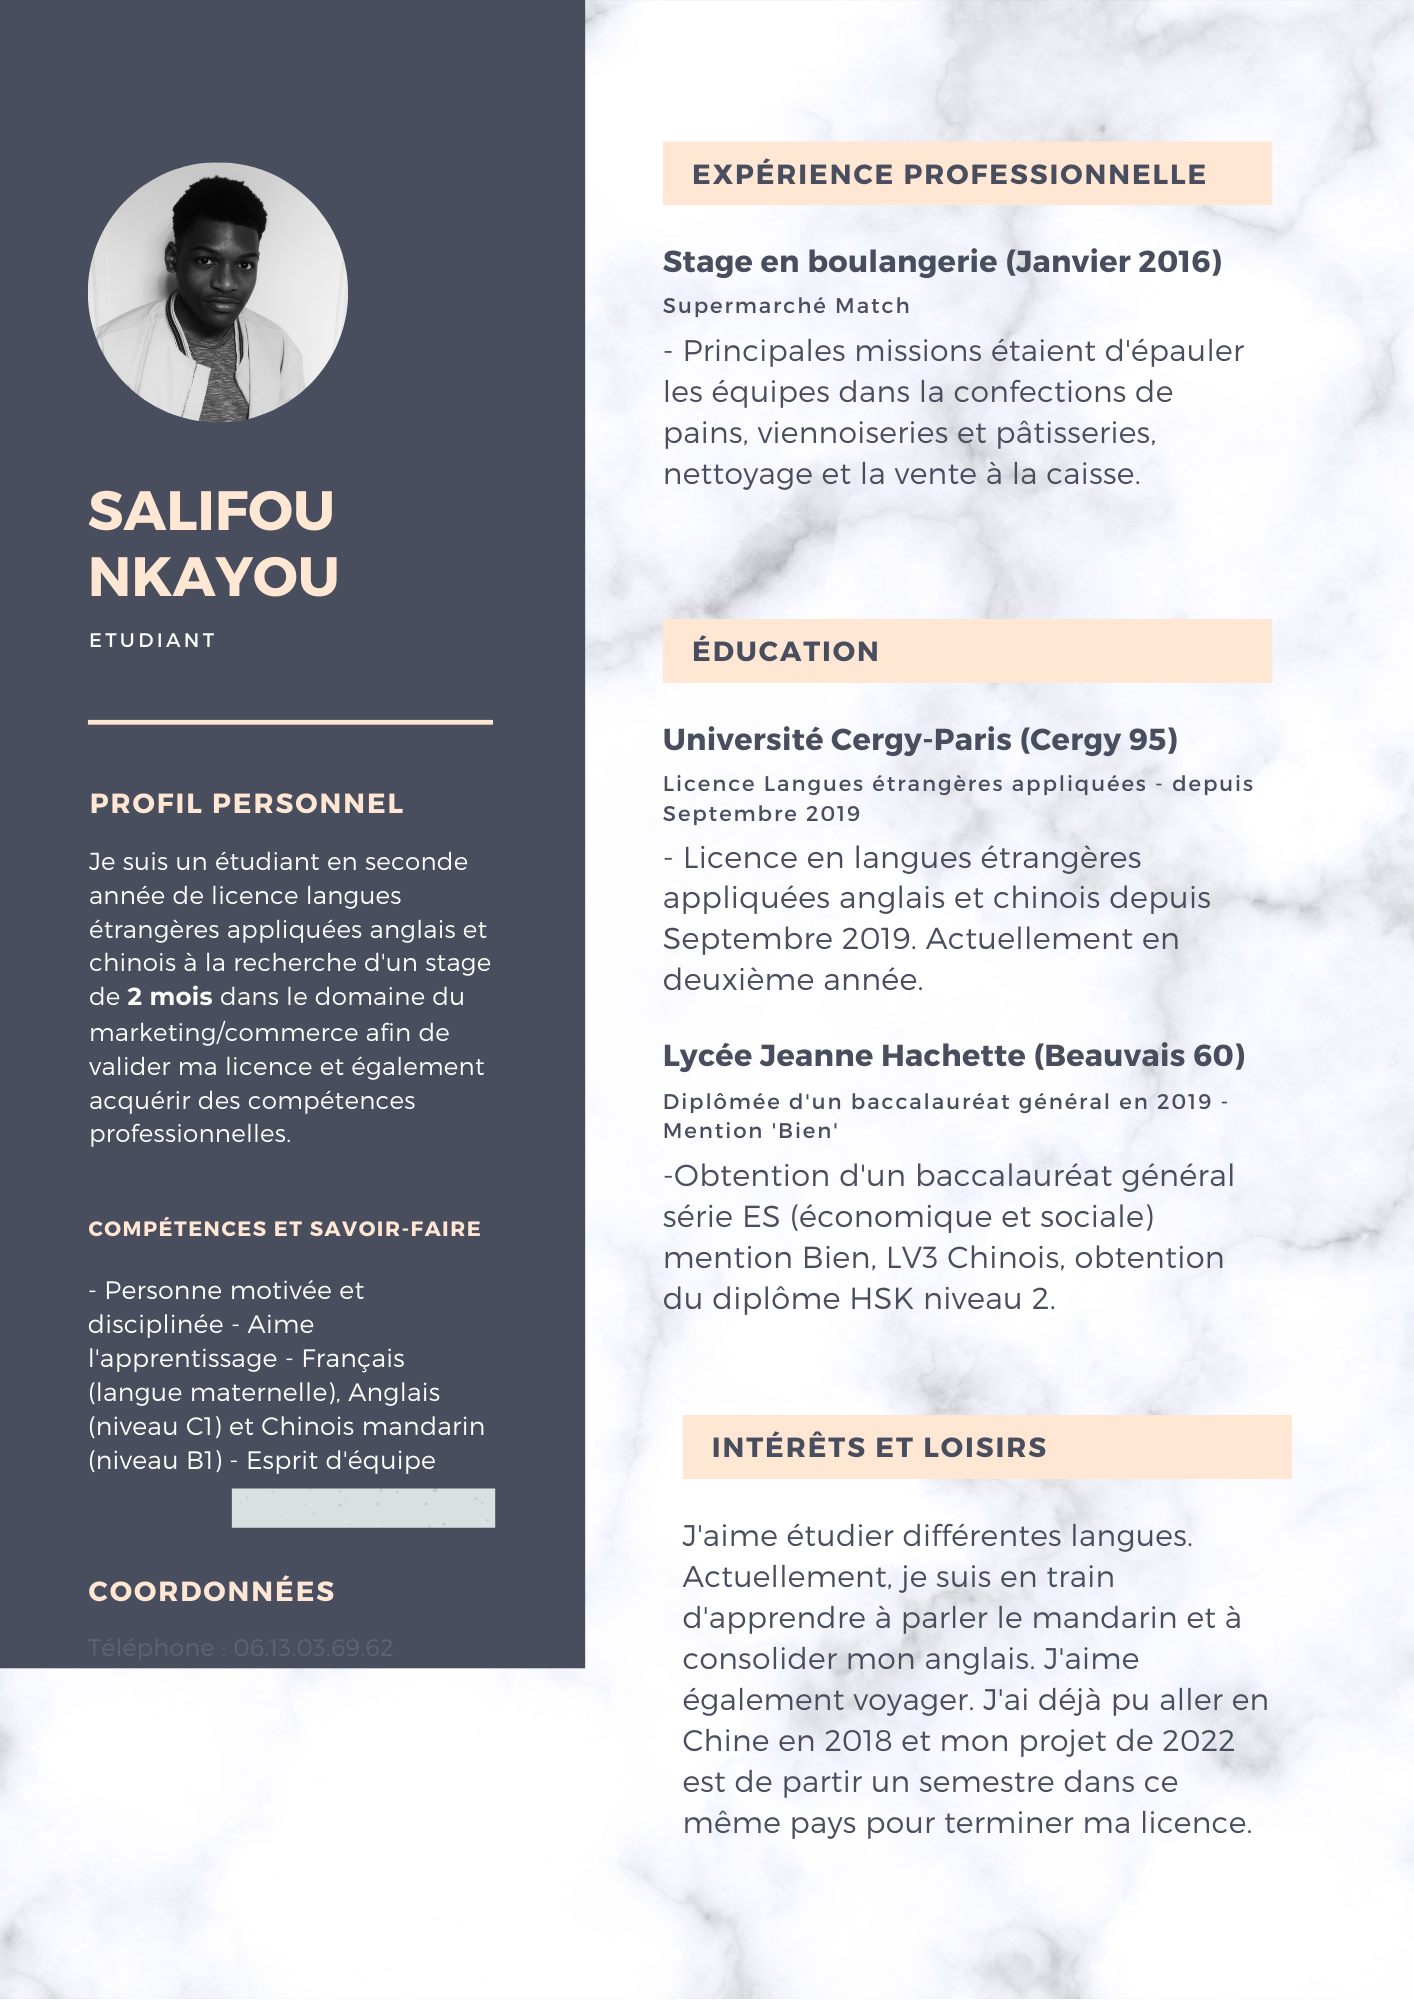 SALIFOU
NKAYOU
ETUDIANT
PROFIL PERSONNEL
Je suis un étudiant en seconde
année de licence langues
étrangères appliquées anglais et
chinois à la recherche d'un stage
de 2 mois dans le domaine du
marketing/commerce afin de
valider ma licence et également
acquérir des compétences
professionnelles.
COMPÉTENCES ET SAVOIR-FAIRE
- Personne motivée et
disciplinée - Aime
l'apprentissage - Français
(langue maternelle), Anglais
(niveau C1) et Chinois mandarin
(niveau B1) - Esprit d'équipe
COORDONNÉES
Téléphone : 06.13.03.69.62
EXPÉRIENCE PROFESSIONNELLE
Stage en boulangerie (Janvier 2016)
Supermarché Match
- Principales missions étaient d'épauler
les équipes dans la confections de
pains, viennoiseries et pâtisseries,
nettoyage et la vente à la caisse.
ÉDUCATION
Université Cergy-Paris (Cergy 95)
Licence Langues étrangères appliquées - depuis
Septembre 2019
- Licence en langues étrangères
appliquées anglais et chinois depuis
Septembre 2019. Actuellement en
deuxième année.
Lycée Jeanne Hachette (Beauvais 60)
Diplômée d'un baccalauréat général en 2019 -
Mention 'Bien'
-Obtention d'un baccalauréat général
série ES (économique et sociale)
mention Bien, LV3 Chinois, obtention
du diplôme HSK niveau 2.
INTÉRÊTS ET LOISIRS
J'aime étudier différentes langues.
Actuellement, je suis en train
d'apprendre à parler le mandarin et à
consolider mon anglais. J'aime
également voyager. J'ai déjà pu aller en
Chine en 2018 et mon projet de 2022
est de partir un semestre dans ce
même pays pour terminer ma licence.